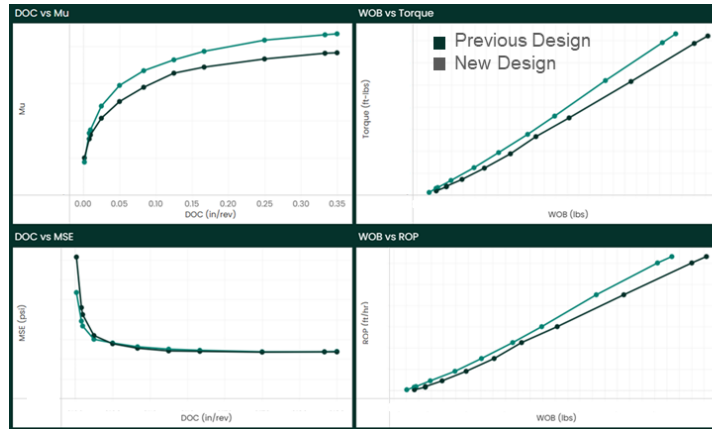 DOC vs Mu
Mu
0.00 0.05 0.10 0.15 0.20 0.25 0.30 0.35
DOC (in/rev)
WOB vs Torque
Previous Design
New Design
Torque (ft-lbs)
WOB (lbs)
DOC vs MSE
MSE (psi)
DOC (in/rev)
WOB vs ROP
ROP (ft/hr)
WOB (lbs)